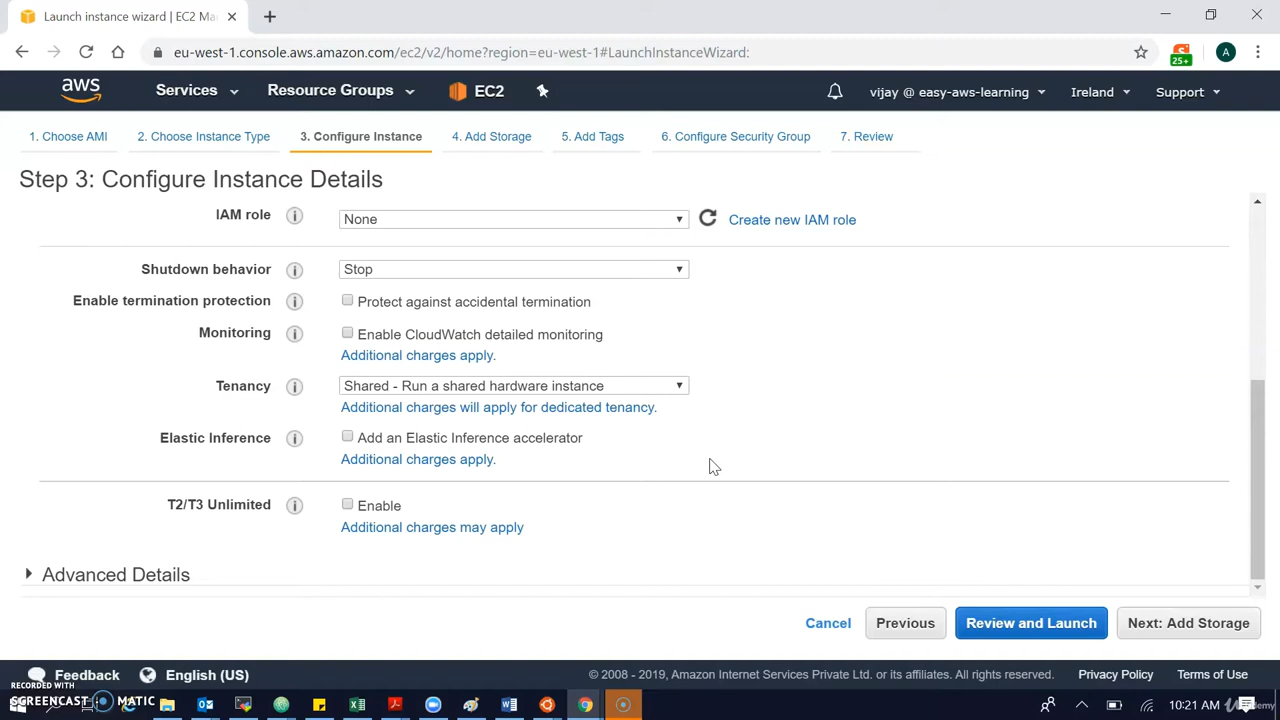 Launch instance wizard | EC2 Ma
eu-west-1.console.aws.amazon.com/ec2/v2/home?region=eu-west-1#LaunchInstanceWizard:
25+
A
aws
Services
Resource Groups
EC2
vijay @ easy-aws-learning
Ireland
Support
1. Choose AMI
2. Choose Instance Type
3. Configure Instance
4. Add Storage
5. Add Tags
6. Configure Security Group
7. Review
Step 3: Configure Instance Details
IAM role
None
Create new IAM role
Shutdown behavior
Stop
Enable termination protection
Protect against accidental termination
Monitoring
Enable CloudWatch detailed monitoring
Additional charges apply.
Tenancy
Shared - Run a shared hardware instance
Additional charges will apply for dedicated tenancy.
Elastic Inference
Add an Elastic Inference accelerator
Additional charges apply.
T2/T3 Unlimited
Enable
Additional charges may apply
Advanced Details
Cancel
Previous
Review and Launch
Next: Add Storage
Feedback
English (US)
© 2008 - 2019, Amazon Internet Services Private Ltd. or its affiliates. All rights reserved.
Privacy Policy
Terms of Use
RECORDED WITH
SCREENCAST MATIC
10:21 AM
Udemy